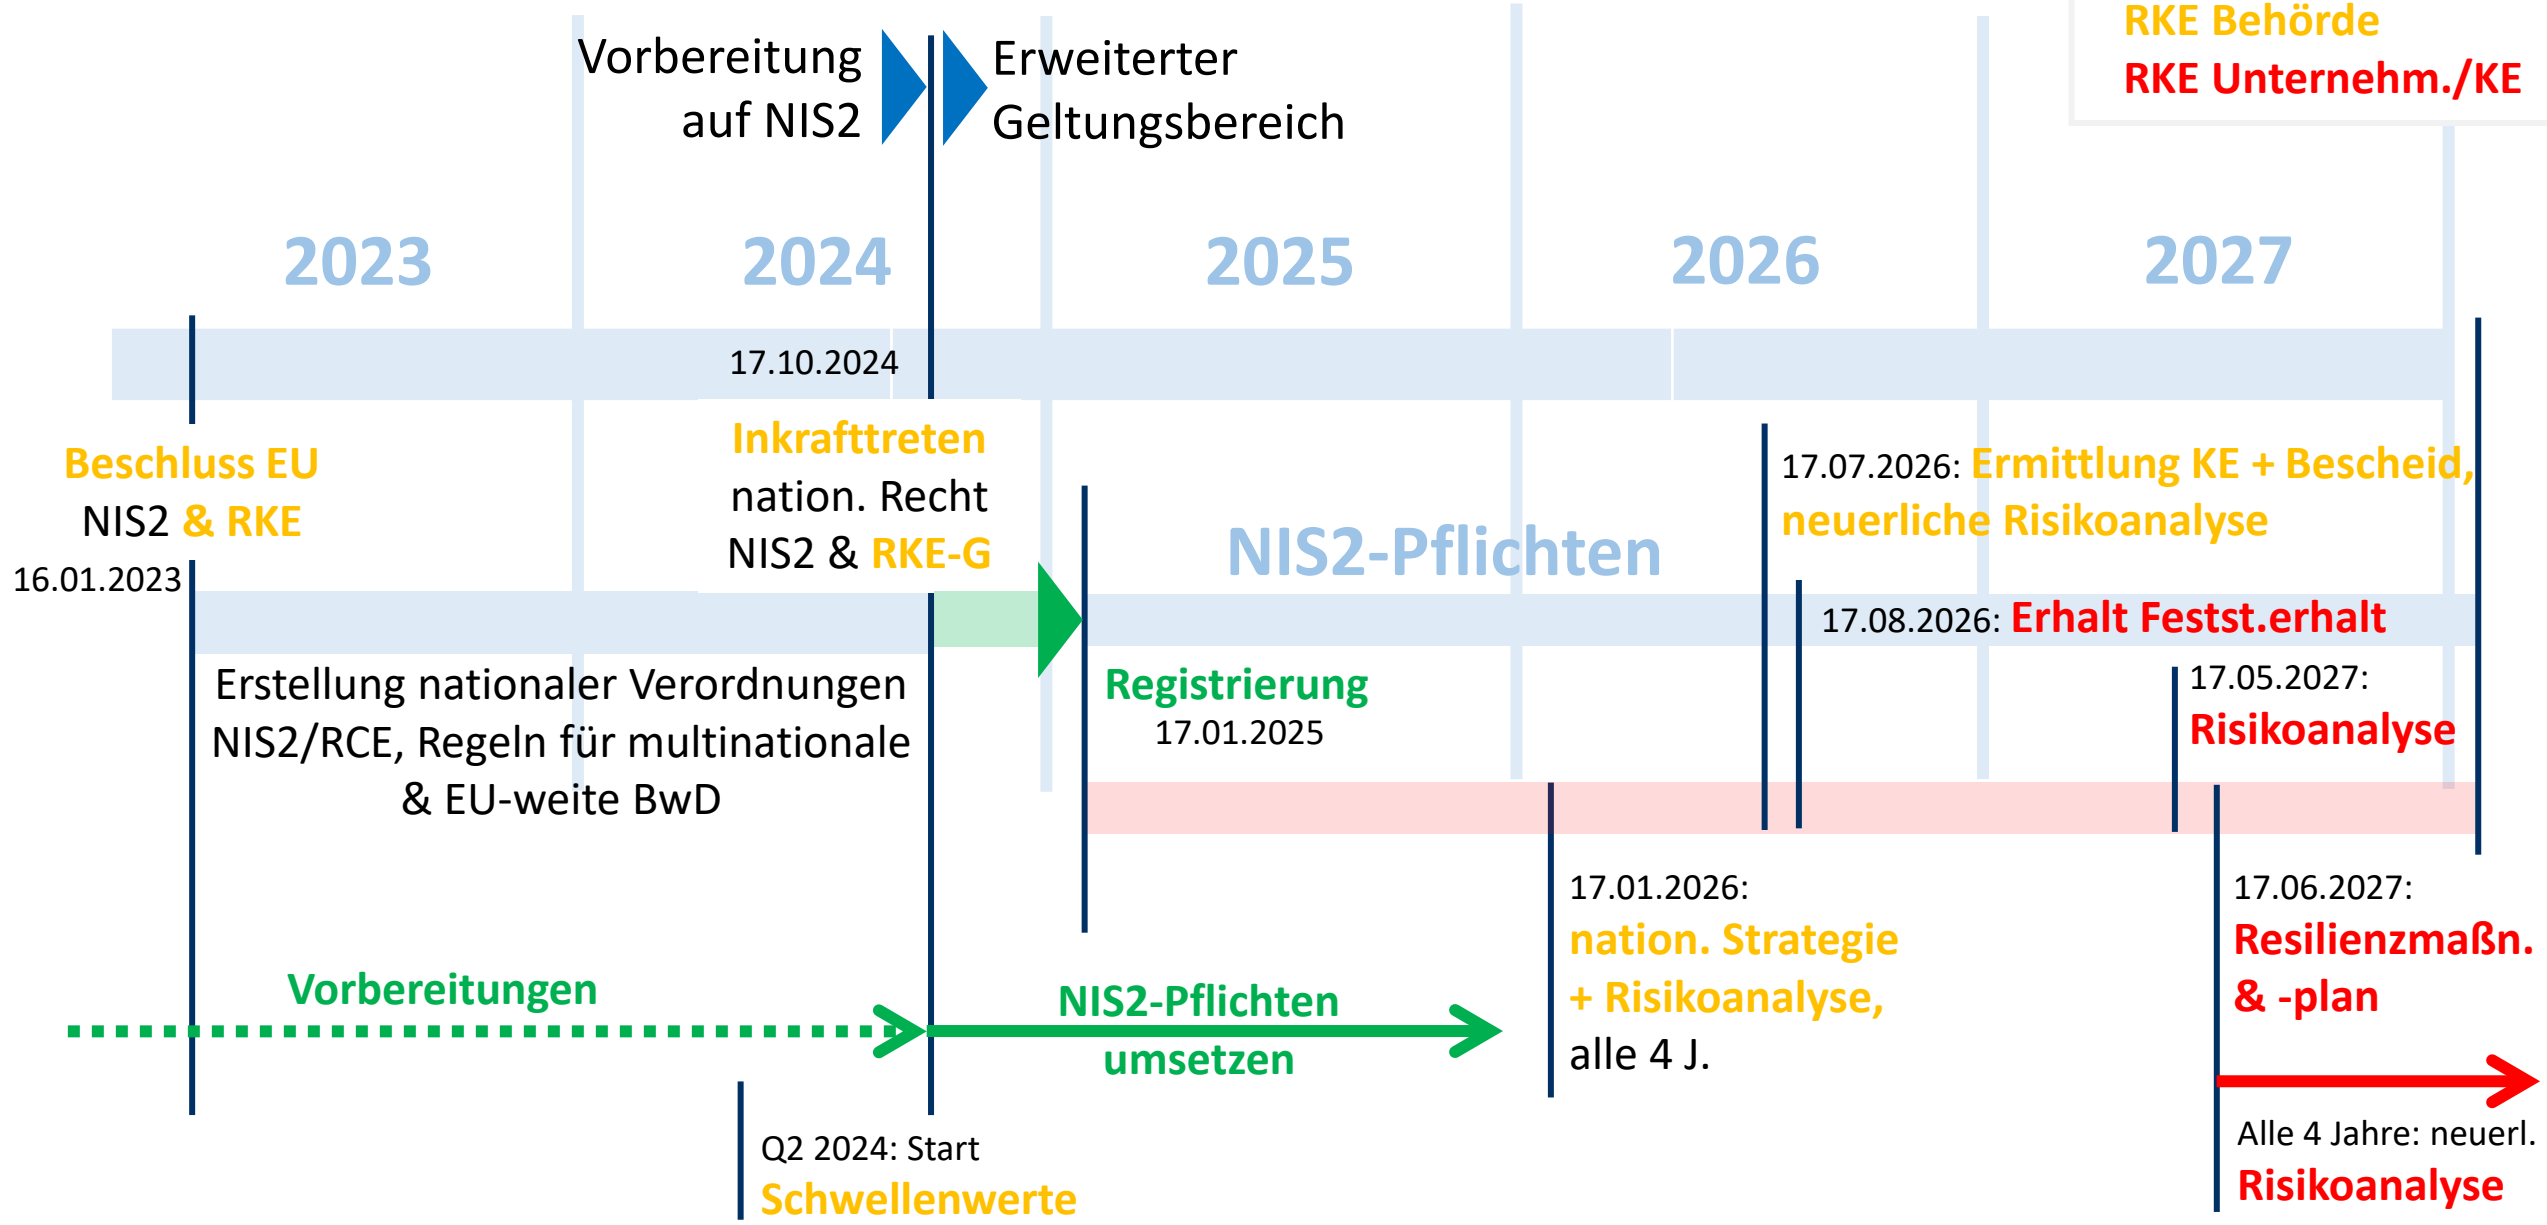 RKE Behörde
RKE Unternehm./KE
Vorbereitung
auf NIS2
Erweiterter
Geltungsbereich
2023
2024
2025
2026
2027
17.10.2024
Beschluss EU
NIS2 & RKE
16.01.2023
Inkrafttreten
nation. Recht
NIS2 & RKE-G
NIS2-Pflichten
17.07.2026: Ermittlung KE + Bescheid,
neuerliche Risikoanalyse
17.08.2026: Erhalt Festst.erhalt
Erstellung nationaler Verordnungen
NIS2/RCE, Regeln für multinationale
& EU-weite BwD
Registrierung
17.01.2025
17.05.2027:
Risikoanalyse
17.01.2026:
nation. Strategie
+ Risikoanalyse,
alle 4 J.
17.06.2027:
Resilienzmaßn.
& -plan
Vorbereitungen
NIS2-Pflichten
umsetzen
Q2 2024: Start
Schwellenwerte
Alle 4 Jahre: neuerl.
Risikoanalyse